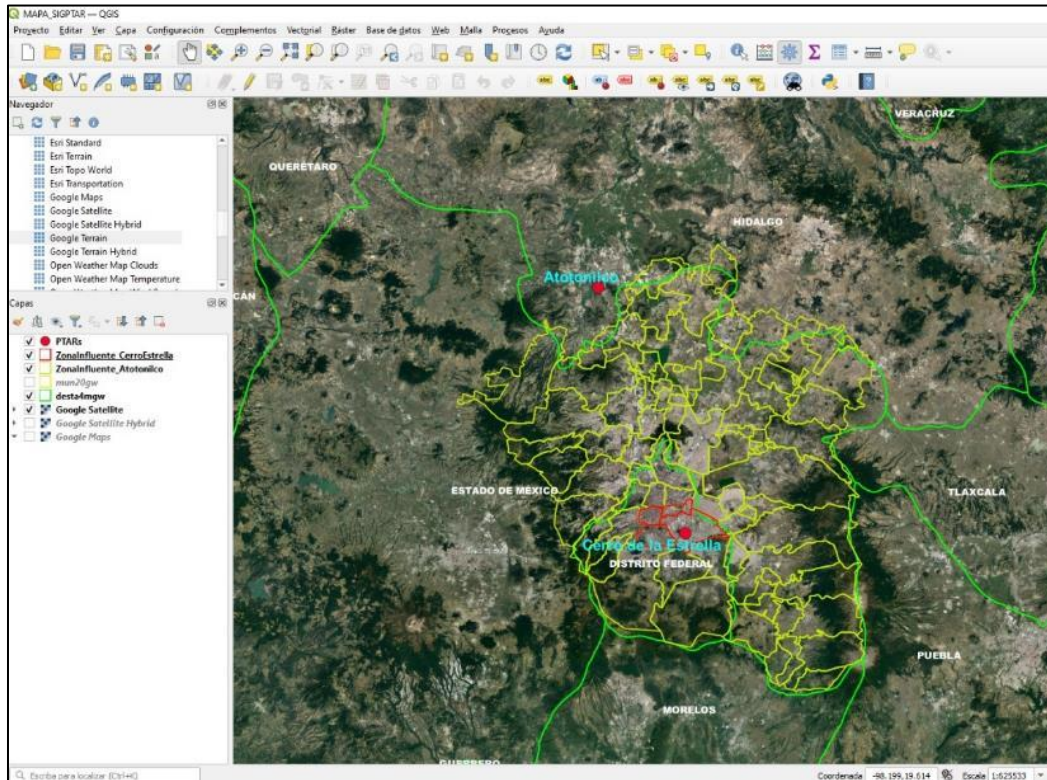 MAPA_SIGPTAR — QGIS
Proyecto Editar Ver Capa Configuración Complementos Vectorial Ráster Base de datos Web Malla Procesos Ayuda
Navegador
Esri Standard
Esri Terrain
Esri Topo World
Esri Transportation
Google Maps
Google Satellite
Google Satellite Hybrid
Google Terrain
Google Terrain Hybrid
Open Weather Map Clouds
Open Weather Map Temperature
Capas
PTARs
ZonaInfluente_CerroEstrella
ZonaInfluente_Atotonilco
mun20gw
desta4mgw
Google Satellite
Google Satellite Hybrid
Google Maps
VERACRUZ
QUERÉTARO
HIDALGO
Atotonilco
CÁN
ESTADO DE MÉXICO
TLAXCALA
Cerro de la Estrella
DISTRITO FEDERAL
PUEBLA
MORELOS
GUERRERO
Escriba para localizar (Ctrl+K)
Coordenada -98.199,19.614 Escala 1:625533